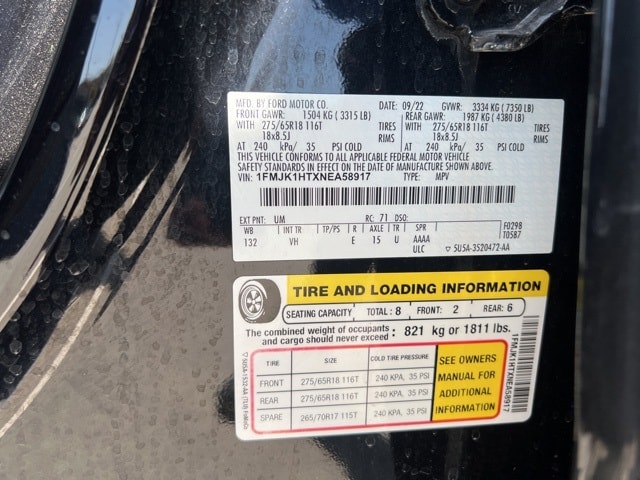 MFD. BY FORD MOTOR CO. DATE: 09/22 GVWR: 3334 KG ( 7350 LB)
FRONT GAWR: 1504 KG ( 3315 LB) REAR GAWR: 1987 KG ( 4380 LB)
WITH 275/65R18 116T TIRES WITH 275/65R18 116T TIRES
18x8.5J RIMS 18x8.5J RIMS
AT 240 kPa/ 35 PSI COLD AT 240 kPa/ 35 PSI COLD
THIS VEHICLE CONFORMS TO ALL APPLICABLE FEDERAL MOTOR VEHICLE
SAFETY STANDARDS IN EFFECT ON THE DATE OF MANUFACTURE SHOWN ABOVE.
VIN: 1FMJK1HTXNEA58917 TYPE: MPV
EXT PNT: UM RC: 71 DSO:
WB INT TR TP/PS R AXLE TR SPR F0298
132 VH E 15 U AAAA T0587
ULC ▽ 5U5A-3520472-AA
TIRE AND LOADING INFORMATION
SEATING CAPACITY TOTAL: 8 FRONT: 2 REAR: 6
The combined weight of occupants and cargo should never exceed : 821 kg or 1811 lbs.
TIRE SIZE COLD TIRE PRESSURE
FRONT 275/65R18 116T 240 KPA, 35 PSI
REAR 275/65R18 116T 240 KPA, 35 PSI
SPARE 265/70R17 115T 240 KPA, 35 PSI
SEE OWNERS
MANUAL FOR
ADDITIONAL
INFORMATION
1FMJK1HTXNEA58917